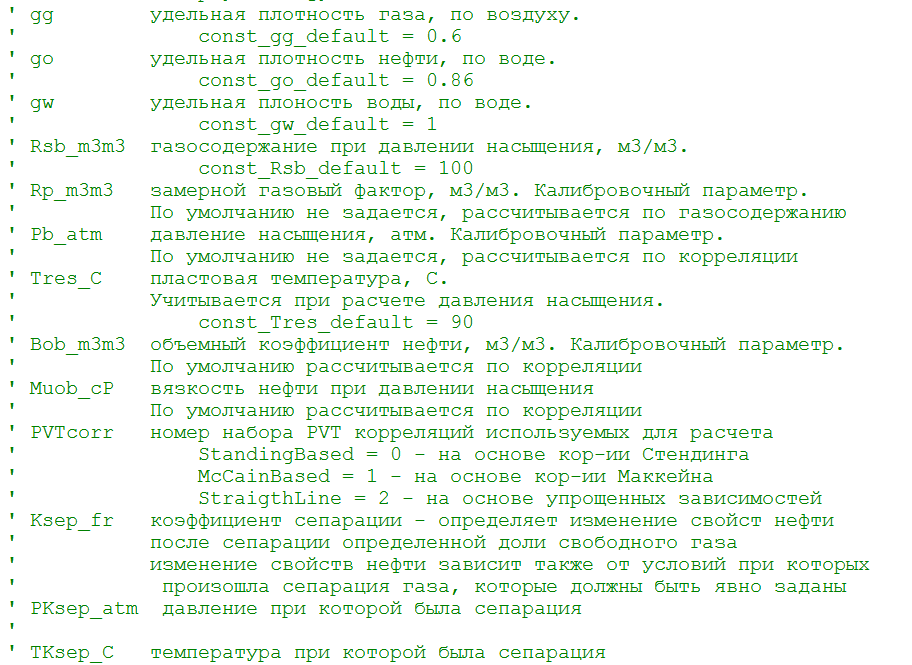 ' gg        удельная плотность газа, по воздуху.
'               const_gg_default = 0.6
' go        удельная плотность нефти, по воде.
'               const_go_default = 0.86
' gw        удельная плоность воды, по воде.
'               const_gw_default = 1
' Rsb_m3m3  газосодержание при давлении насыщения, м3/м3.
'               const_Rsb_default = 100
' Rp_m3m3   замерной газовый фактор, м3/м3. Калибровочный параметр.
'           По умолчанию не задается, рассчитывается по газосодержанию
' Pb_atm    давление насыщения, атм. Калибровочный параметр.
'           По умолчанию не задается, рассчитывается по корреляции
' Tres_C    пластовая температура, С.
'           Учитывается при расчете давления насыщения.
'               const_Tres_default = 90
' Bob_m3m3  объемный коэффициент нефти, м3/м3. Калибровочный параметр.
'           По умолчанию рассчитывается по корреляции
' Muob_cP   вязкость нефти при давлении насыщения
'           По умолчанию рассчитывается по корреляции
' PVTcorr   номер набора PVT корреляций используемых для расчета
'               StandingBased = 0 - на основе кор-ии Стендинга
'               McCainBased = 1 - на основе кор-ии Маккейна
'               StraigthLine = 2 - на основе упрощенных зависимостей
' Ksep_fr   коэффициент сепарации - определяет изменение свойст нефти
'           после сепарации определенной доли свободного газа
'           изменение свойств нефти зависит также от условий при которых
'            произошла сепарация газа, которые должны быть явно заданы
' PKsep_atm  давление при которой была сепарация
'
' TKsep_C   температура при которой была сепарация